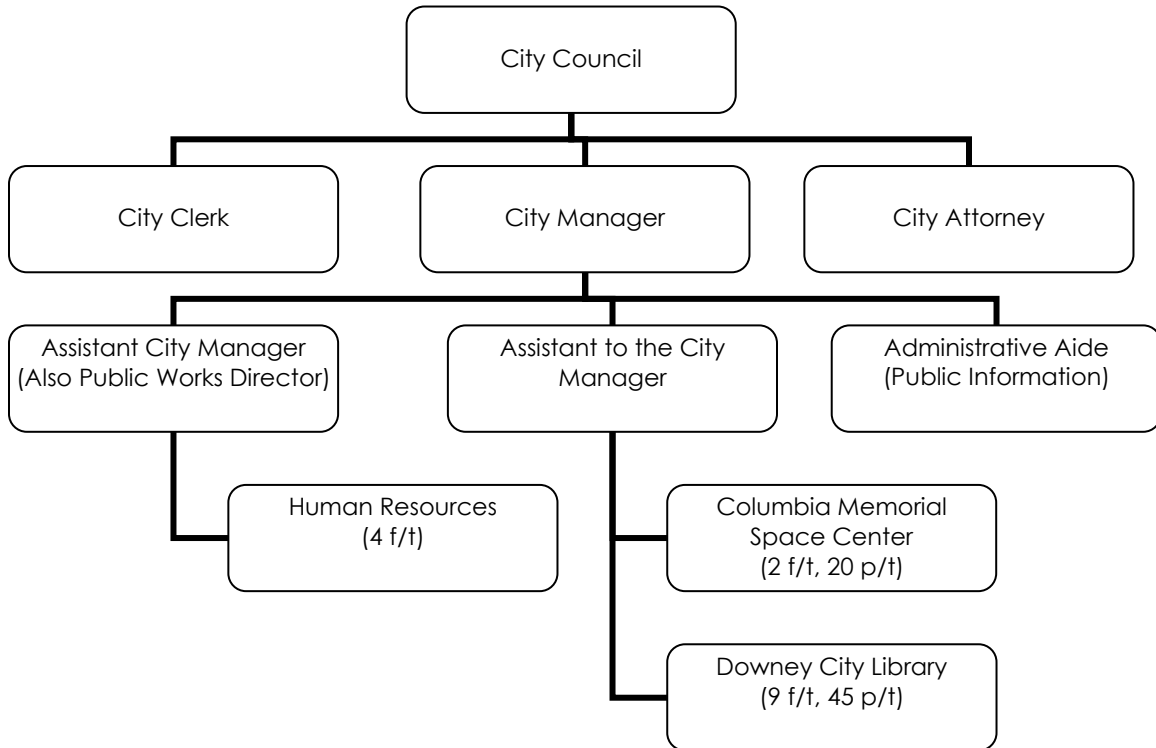 City Council
City Clerk
City Manager
City Attorney
Assistant City Manager
(Also Public Works Director)
Assistant to the City
Manager
Administrative Aide
(Public Information)
Human Resources
(4 f/t)
Columbia Memorial
Space Center
(2 f/t, 20 p/t)
Downey City Library
(9 f/t, 45 p/t)